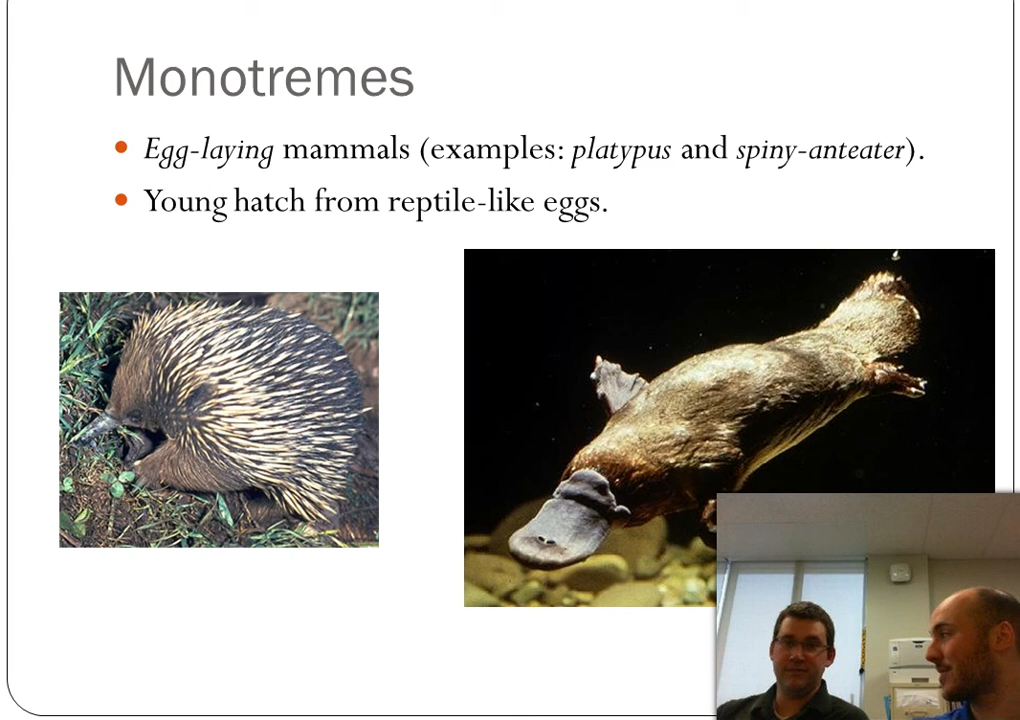 Monotremes
Egg-laying mammals (examples: platypus and spiny-anteater).
Young hatch from reptile-like eggs.